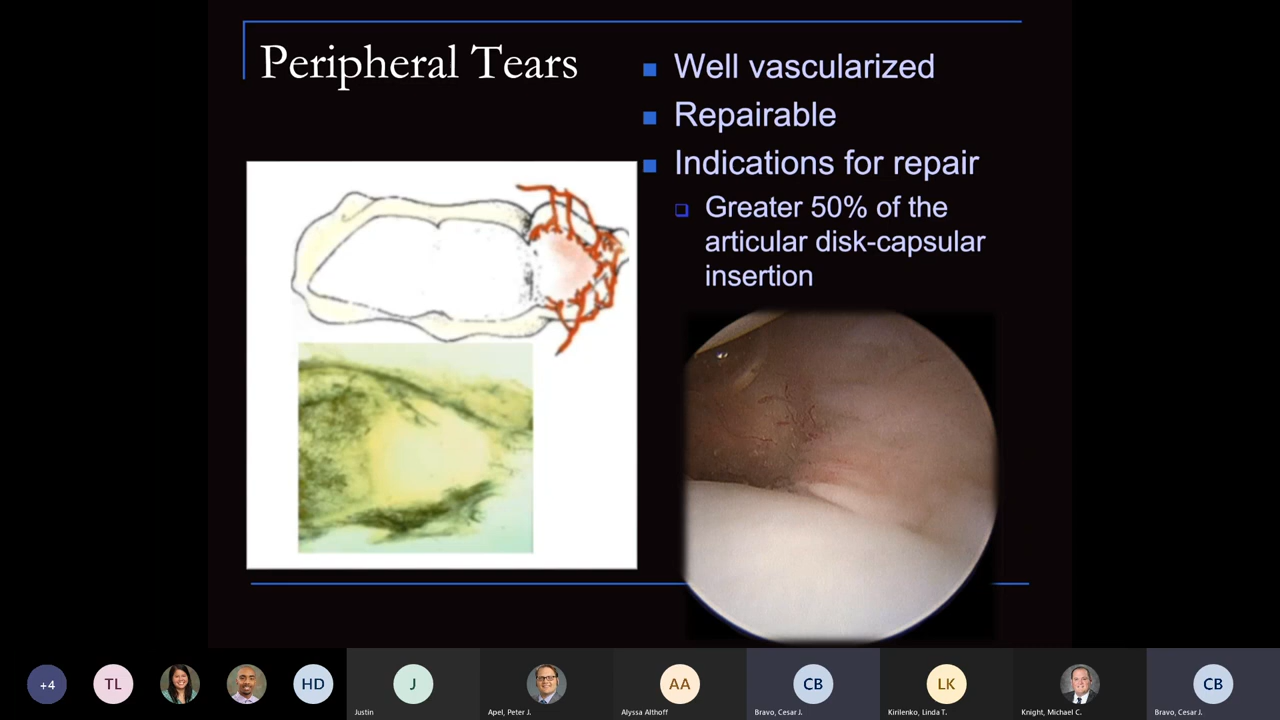 Peripheral Tears
Well vascularized
Repairable
Indications for repair
Greater 50% of the
articular disk-capsular
insertion
+4
TL
HD
J
Justin
Apel, Peter J.
AA
Alyssa Althoff
CB
Bravo, Cesar J.
LK
Kirilenko, Linda T.
Knight, Michael C.
CB
Bravo, Cesar J.